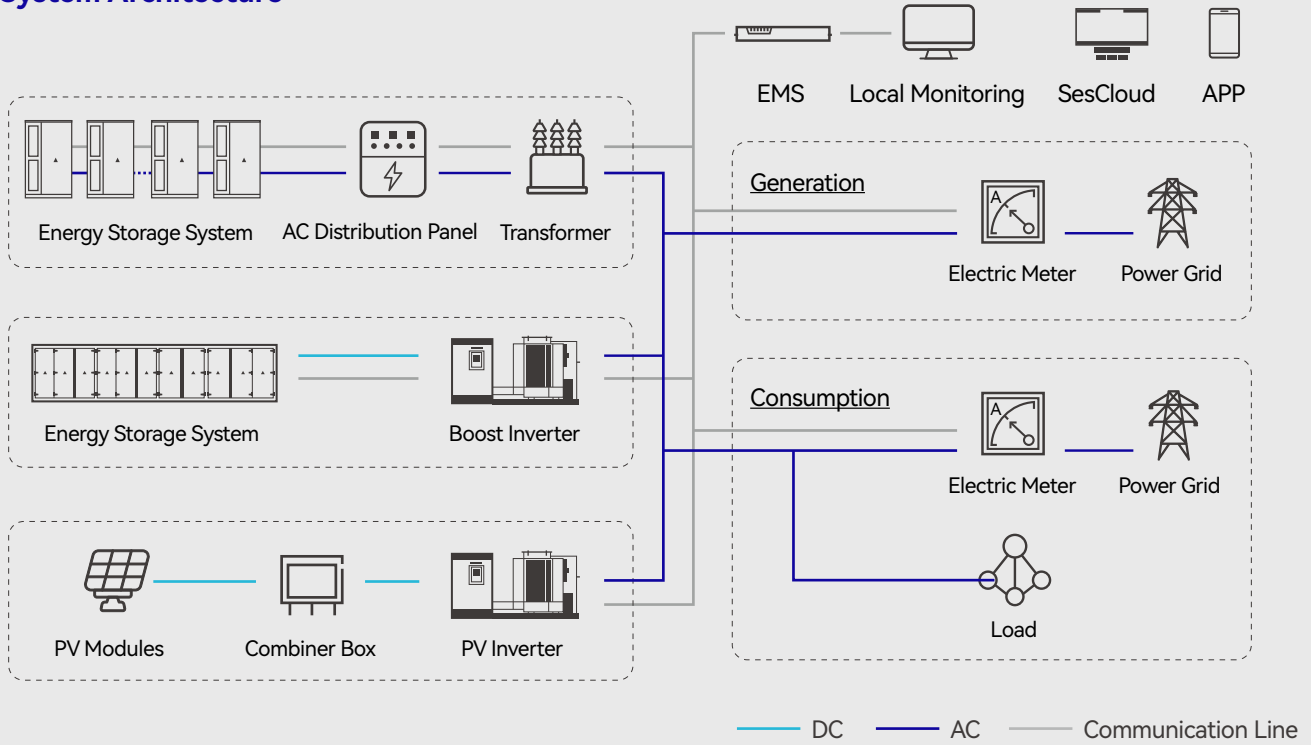 System Architecture
EMS
Local Monitoring
SesCloud
APP
Energy Storage System
AC Distribution Panel
Transformer
Generation
A
Electric Meter
Power Grid
Energy Storage System
Boost Inverter
Consumption
A
Electric Meter
Power Grid
Load
PV Modules
Combiner Box
PV Inverter
DC
AC
Communication Line